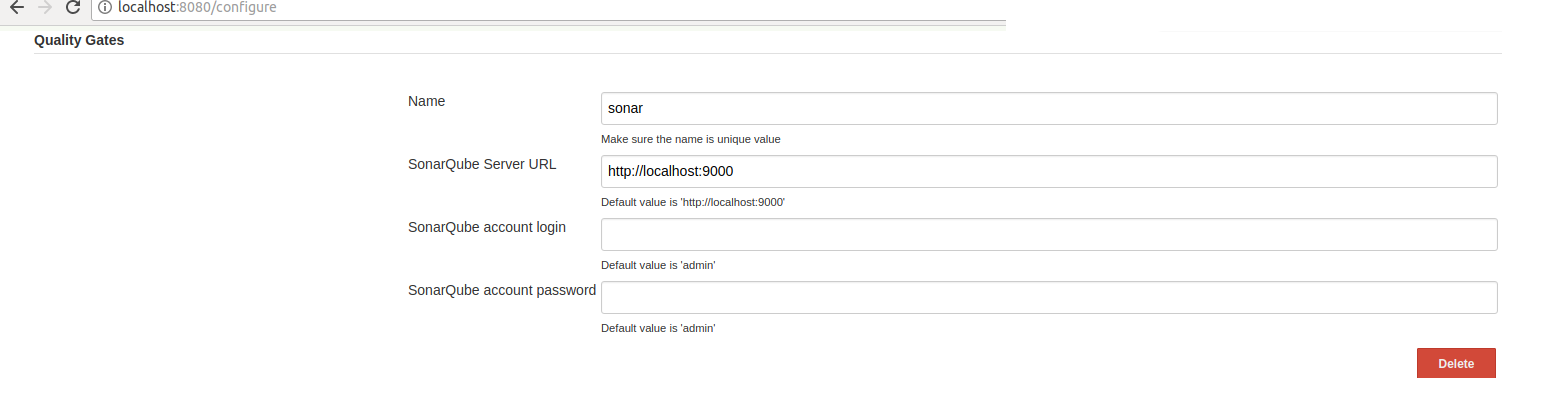 localhost:8080/configure
Quality Gates
Name
sonar
Make sure the name is unique value
SonarQube Server URL
http://localhost:9000
Default value is 'http://localhost:9000'
SonarQube account login
Default value is 'admin'
SonarQube account password
Default value is 'admin'
Delete